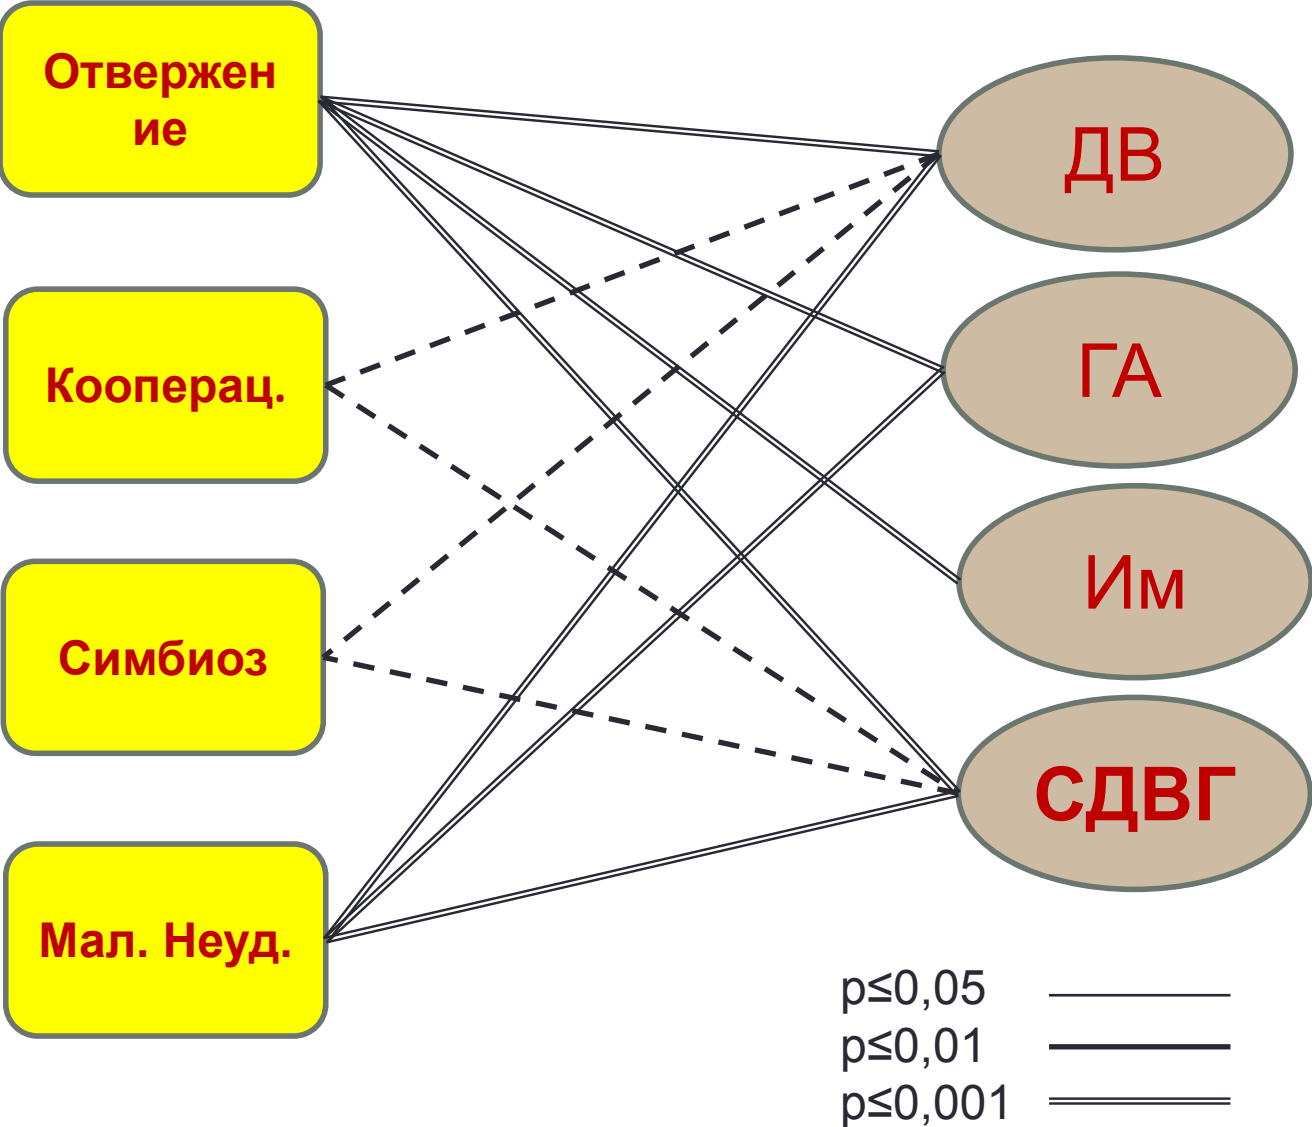 Отвержен
ие
Кооперац.
Симбиоз
Мал. Неуд.
ДВ
ГА
Им
СДВГ
p≤0,05
p≤0,01
p≤0,001